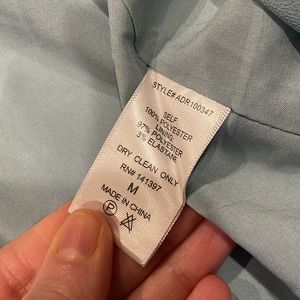 STYLE# ADR100347
SELF:
100% POLYESTER
LINING:
97% POLYESTER
3% ELASTANE
DRY CLEAN ONLY
RN# 141397
M
MADE IN CHINA
P